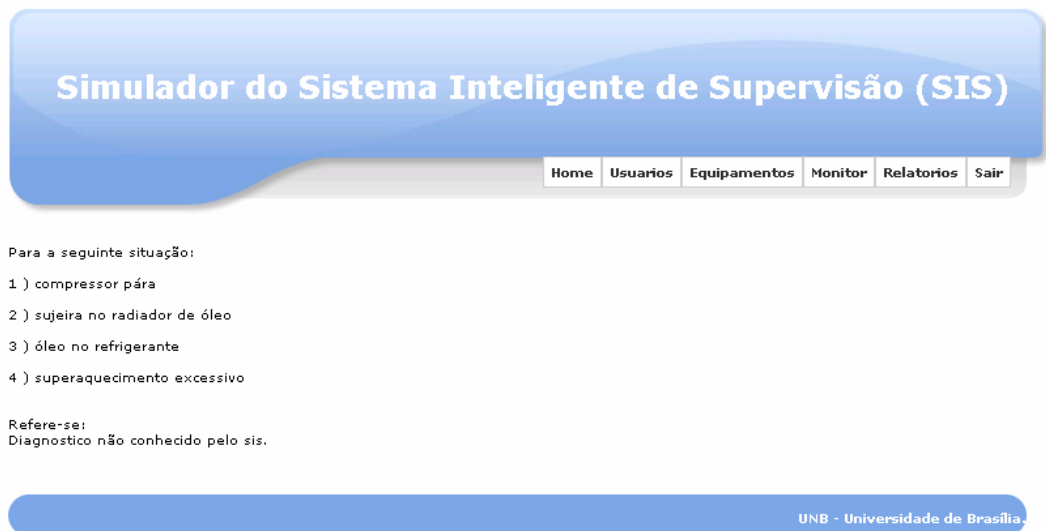 Simulador do Sistema Inteligente de Supervisão (SIS)
Home Usuarios Equipamentos Monitor Relatorios Sair
Para a seguinte situação:
1 ) compressor pára
2 ) sujeira no radiador de óleo
3 ) óleo no refrigerante
4 ) superaquecimento excessivo
Refere-se:
Diagnostico não conhecido pelo sis.
UNB - Universidade de Brasília.